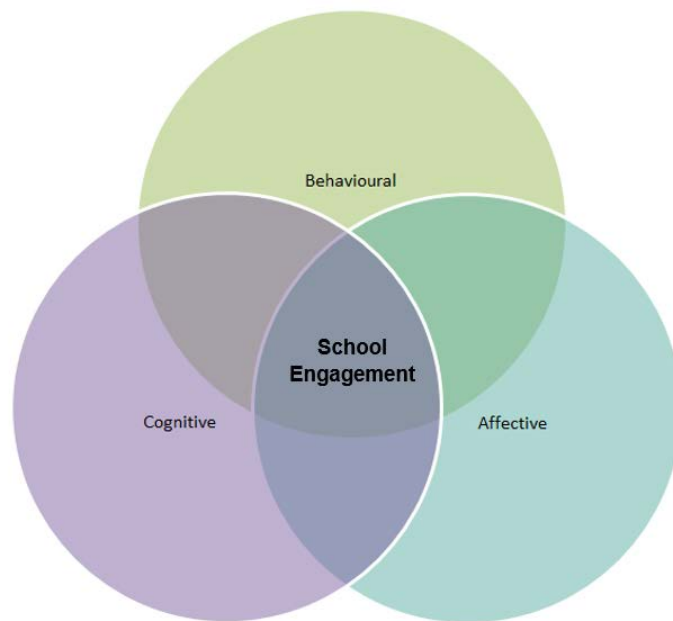 Behavioural
School
Engagement
Cognitive
Affective